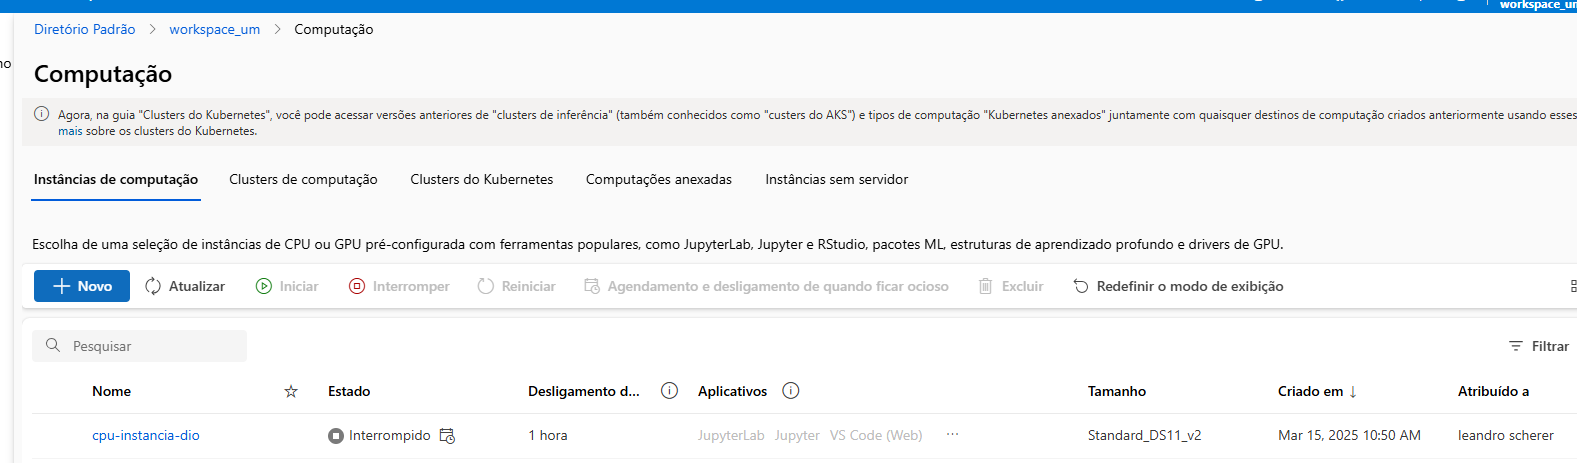 workspace_um
Diretório Padrão > workspace_um > Computação
no
Computação
Agora, na guia "Clusters do Kubernetes", você pode acessar versões anteriores de "clusters de inferência" (também conhecidos como "custers do AKS") e tipos de computação "Kubernetes anexados" juntamente com quaisquer destinos de computação criados anteriormente usando esses
mais sobre os clusters do Kubernetes.
Instâncias de computação Clusters de computação Clusters do Kubernetes Computações anexadas Instâncias sem servidor
Escolha de uma seleção de instâncias de CPU ou GPU pré-configurada com ferramentas populares, como JupyterLab, Jupyter e RStudio, pacotes ML, estruturas de aprendizado profundo e drivers de GPU.
Novo Atualizar Iniciar Interromper Reiniciar Agendamento e desligamento de quando ficar ocioso Excluir Redefinir o modo de exibição
Pesquisar Filtrar
Nome Estado Desligamento d... Aplicativos Tamanho Criado em ↓ Atribuído a
cpu-instancia-dio Interrompido 1 hora JupyterLab Jupyter VS Code (Web) ... Standard_DS11_v2 Mar 15, 2025 10:50 AM leandro scherer